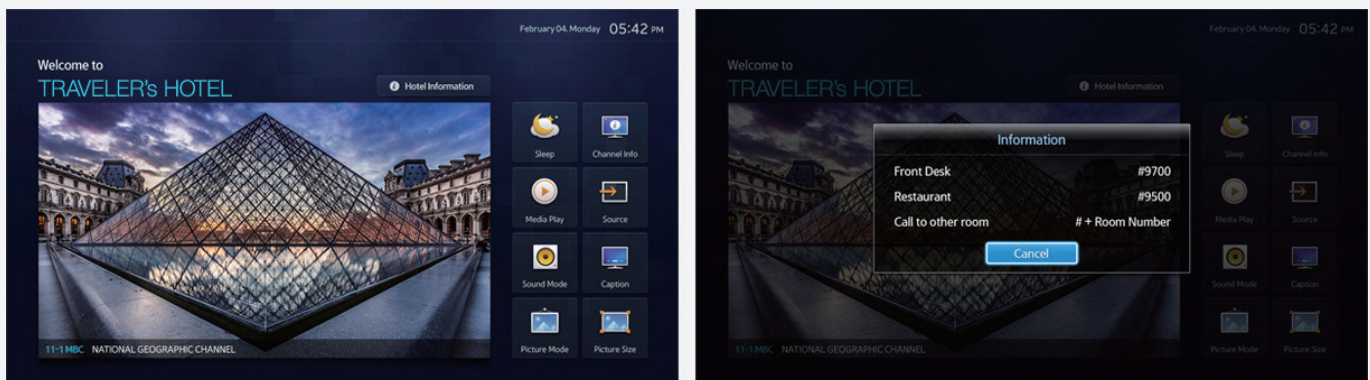 February 04. Monday 05:42 PM
Welcome to
TRAVELER's HOTEL
Hotel Information
Sleep
Channel Info
Media Play
Source
Sound Mode
Caption
Picture Mode
Picture Size
11-1 MBC NATIONAL GEOGRAPHIC CHANNEL
February 04. Monday 05:42 PM
Welcome to
TRAVELER's HOTEL
Hotel Information
Information
Front Desk #9700
Restaurant #9500
Call to other room # + Room Number
Cancel
Sleep
Channel Info
Media Play
Source
Sound Mode
Caption
Picture Mode
Picture Size
11-1 MBC NATIONAL GEOGRAPHIC CHANNEL